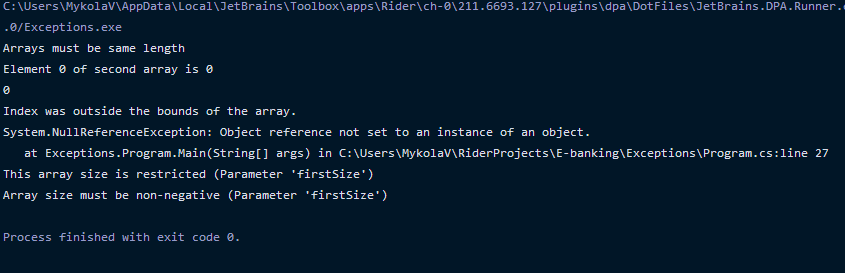 C:\Users\MykolaV\AppData\Local\JetBrains\Toolbox\apps\Rider\ch-0\211.6693.127\plugins\dpa\DotFiles\JetBrains.DPA.Runner.
.0/Exceptions.exe
Arrays must be same length
Element 0 of second array is 0
0
Index was outside the bounds of the array.
System.NullReferenceException: Object reference not set to an instance of an object.
   at Exceptions.Program.Main(String[] args) in C:\Users\MykolaV\RiderProjects\E-banking\Exceptions\Program.cs:line 27
This array size is restricted (Parameter 'firstSize')
Array size must be non-negative (Parameter 'firstSize')
Process finished with exit code 0.